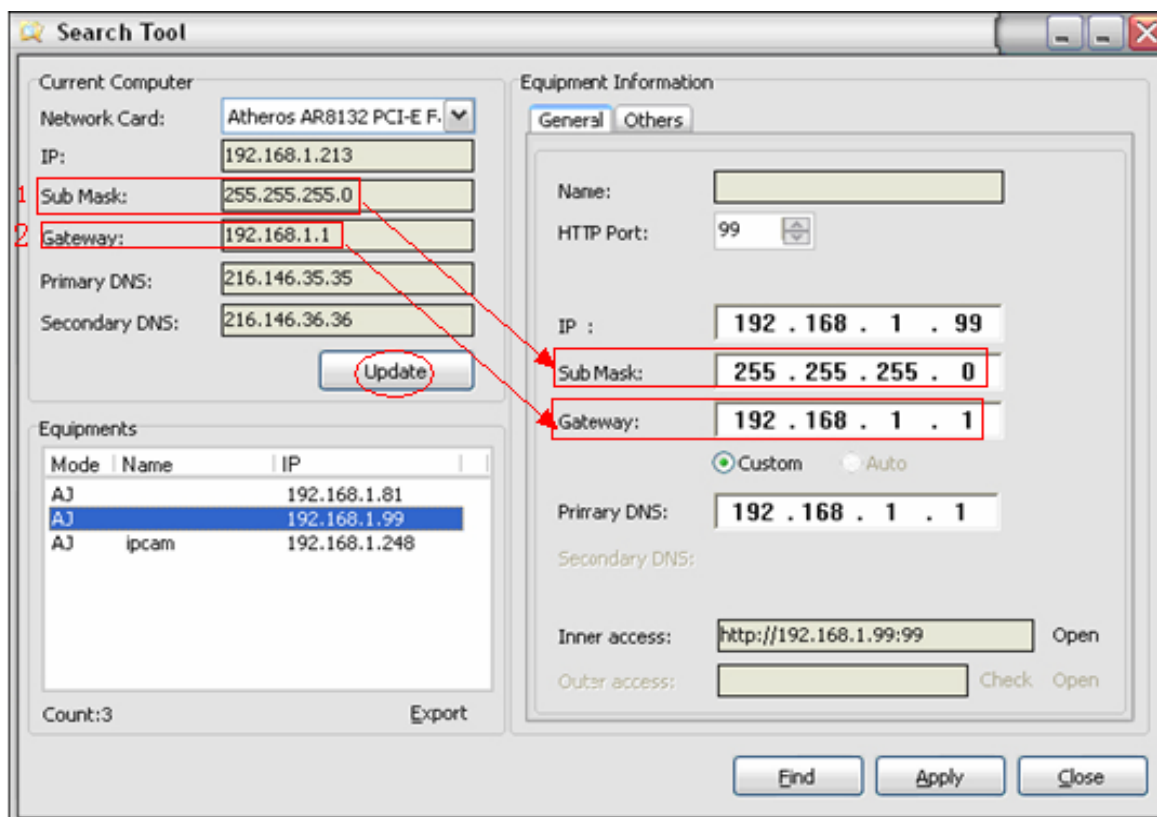 Search Tool
Current Computer
Network Card: Atheros AR8132 PCI-E F.
IP: 192.168.1.213
1 Sub Mask: 255.255.255.0
2 Gateway: 192.168.1.1
Primary DNS: 216.146.35.35
Secondary DNS: 216.146.36.36
Update
Equipments
Mode Name IP
AJ 192.168.1.81
AJ 192.168.1.99
AJ ipcam 192.168.1.248
Count:3 Export
Equipment Information
General Others
Name:
HTTP Port: 99
IP : 192 . 168 . 1 . 99
Sub Mask: 255 . 255 . 255 . 0
Gateway: 192 . 168 . 1 . 1
Custom Auto
Primary DNS: 192 . 168 . 1 . 1
Secondary DNS:
Inner access: http://192.168.1.99:99 Open
Outer access: Check Open
Find Apply Close